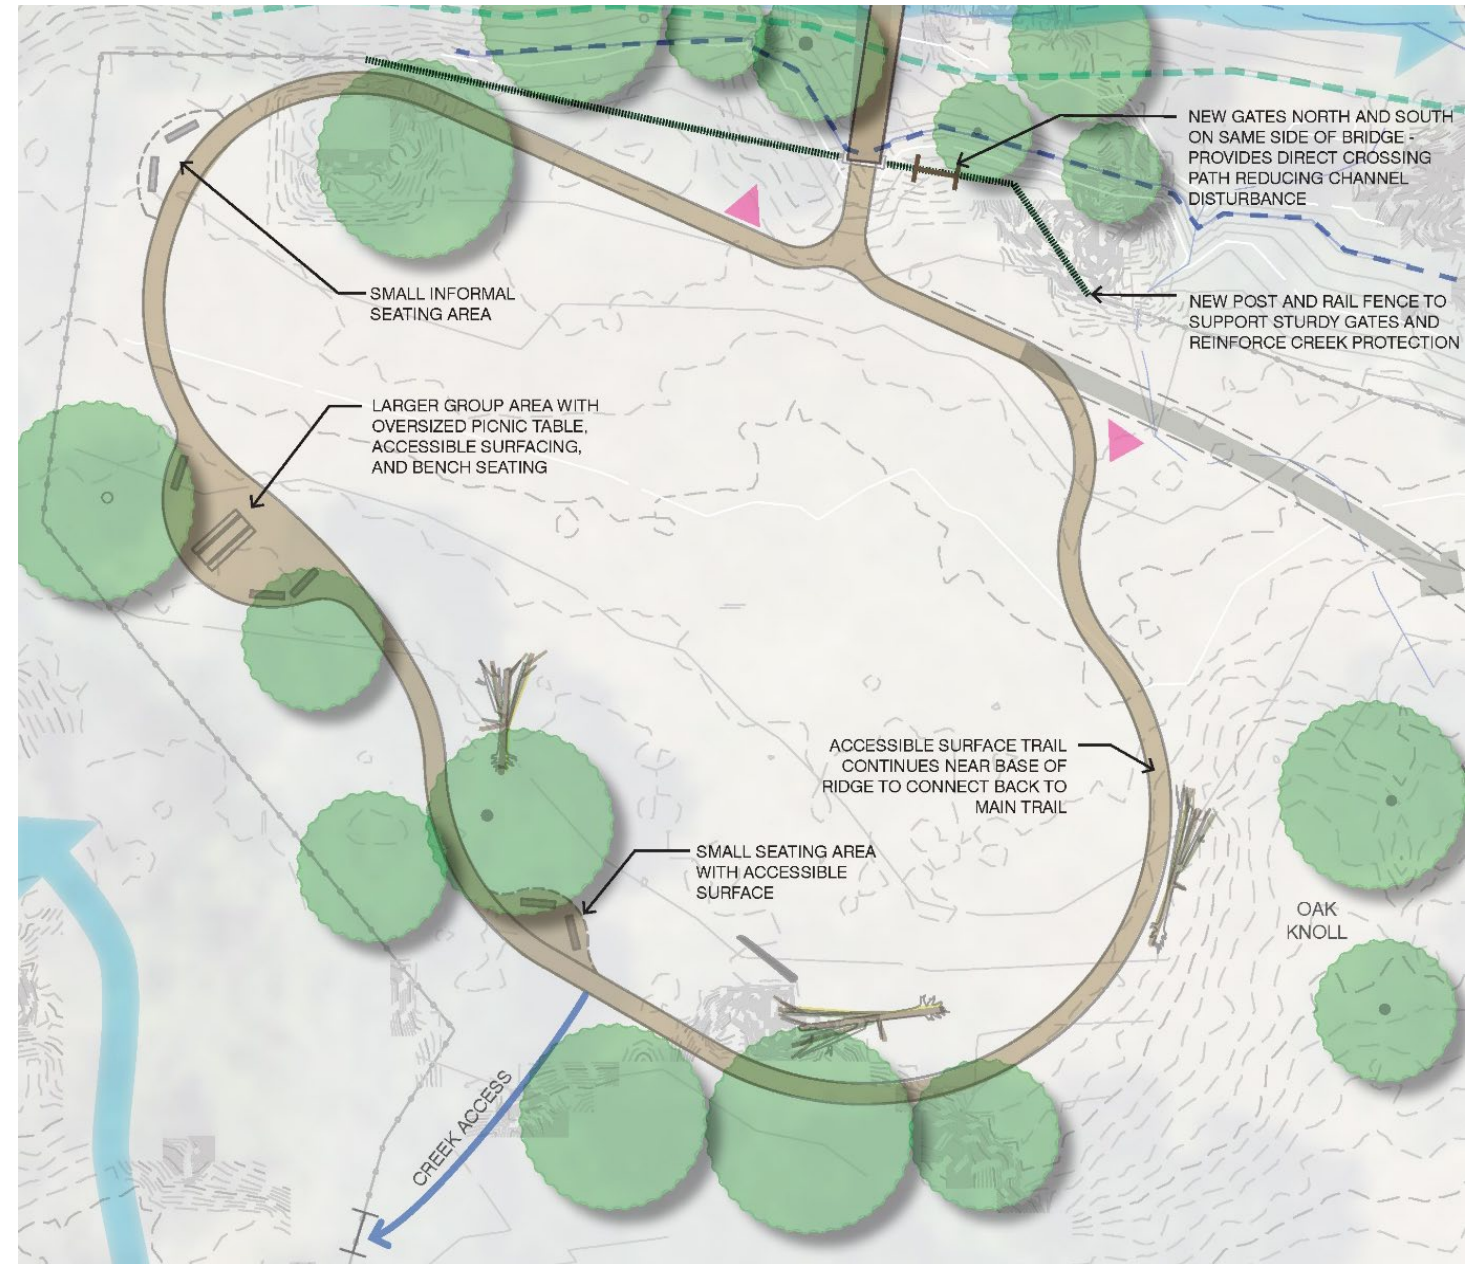 NEW GATES NORTH AND SOUTH
ON SAME SIDE OF BRIDGE -
PROVIDES DIRECT CROSSING
PATH REDUCING CHANNEL
DISTURBANCE
SMALL INFORMAL
SEATING AREA
NEW POST AND RAIL FENCE TO
SUPPORT STURDY GATES AND
REINFORCE CREEK PROTECTION
LARGER GROUP AREA WITH
OVERSIZED PICNIC TABLE,
ACCESSIBLE SURFACING,
AND BENCH SEATING
ACCESSIBLE SURFACE TRAIL
CONTINUES NEAR BASE OF
RIDGE TO CONNECT BACK TO
MAIN TRAIL
SMALL SEATING AREA
WITH ACCESSIBLE
SURFACE
OAK
KNOLL
CREEK ACCESS